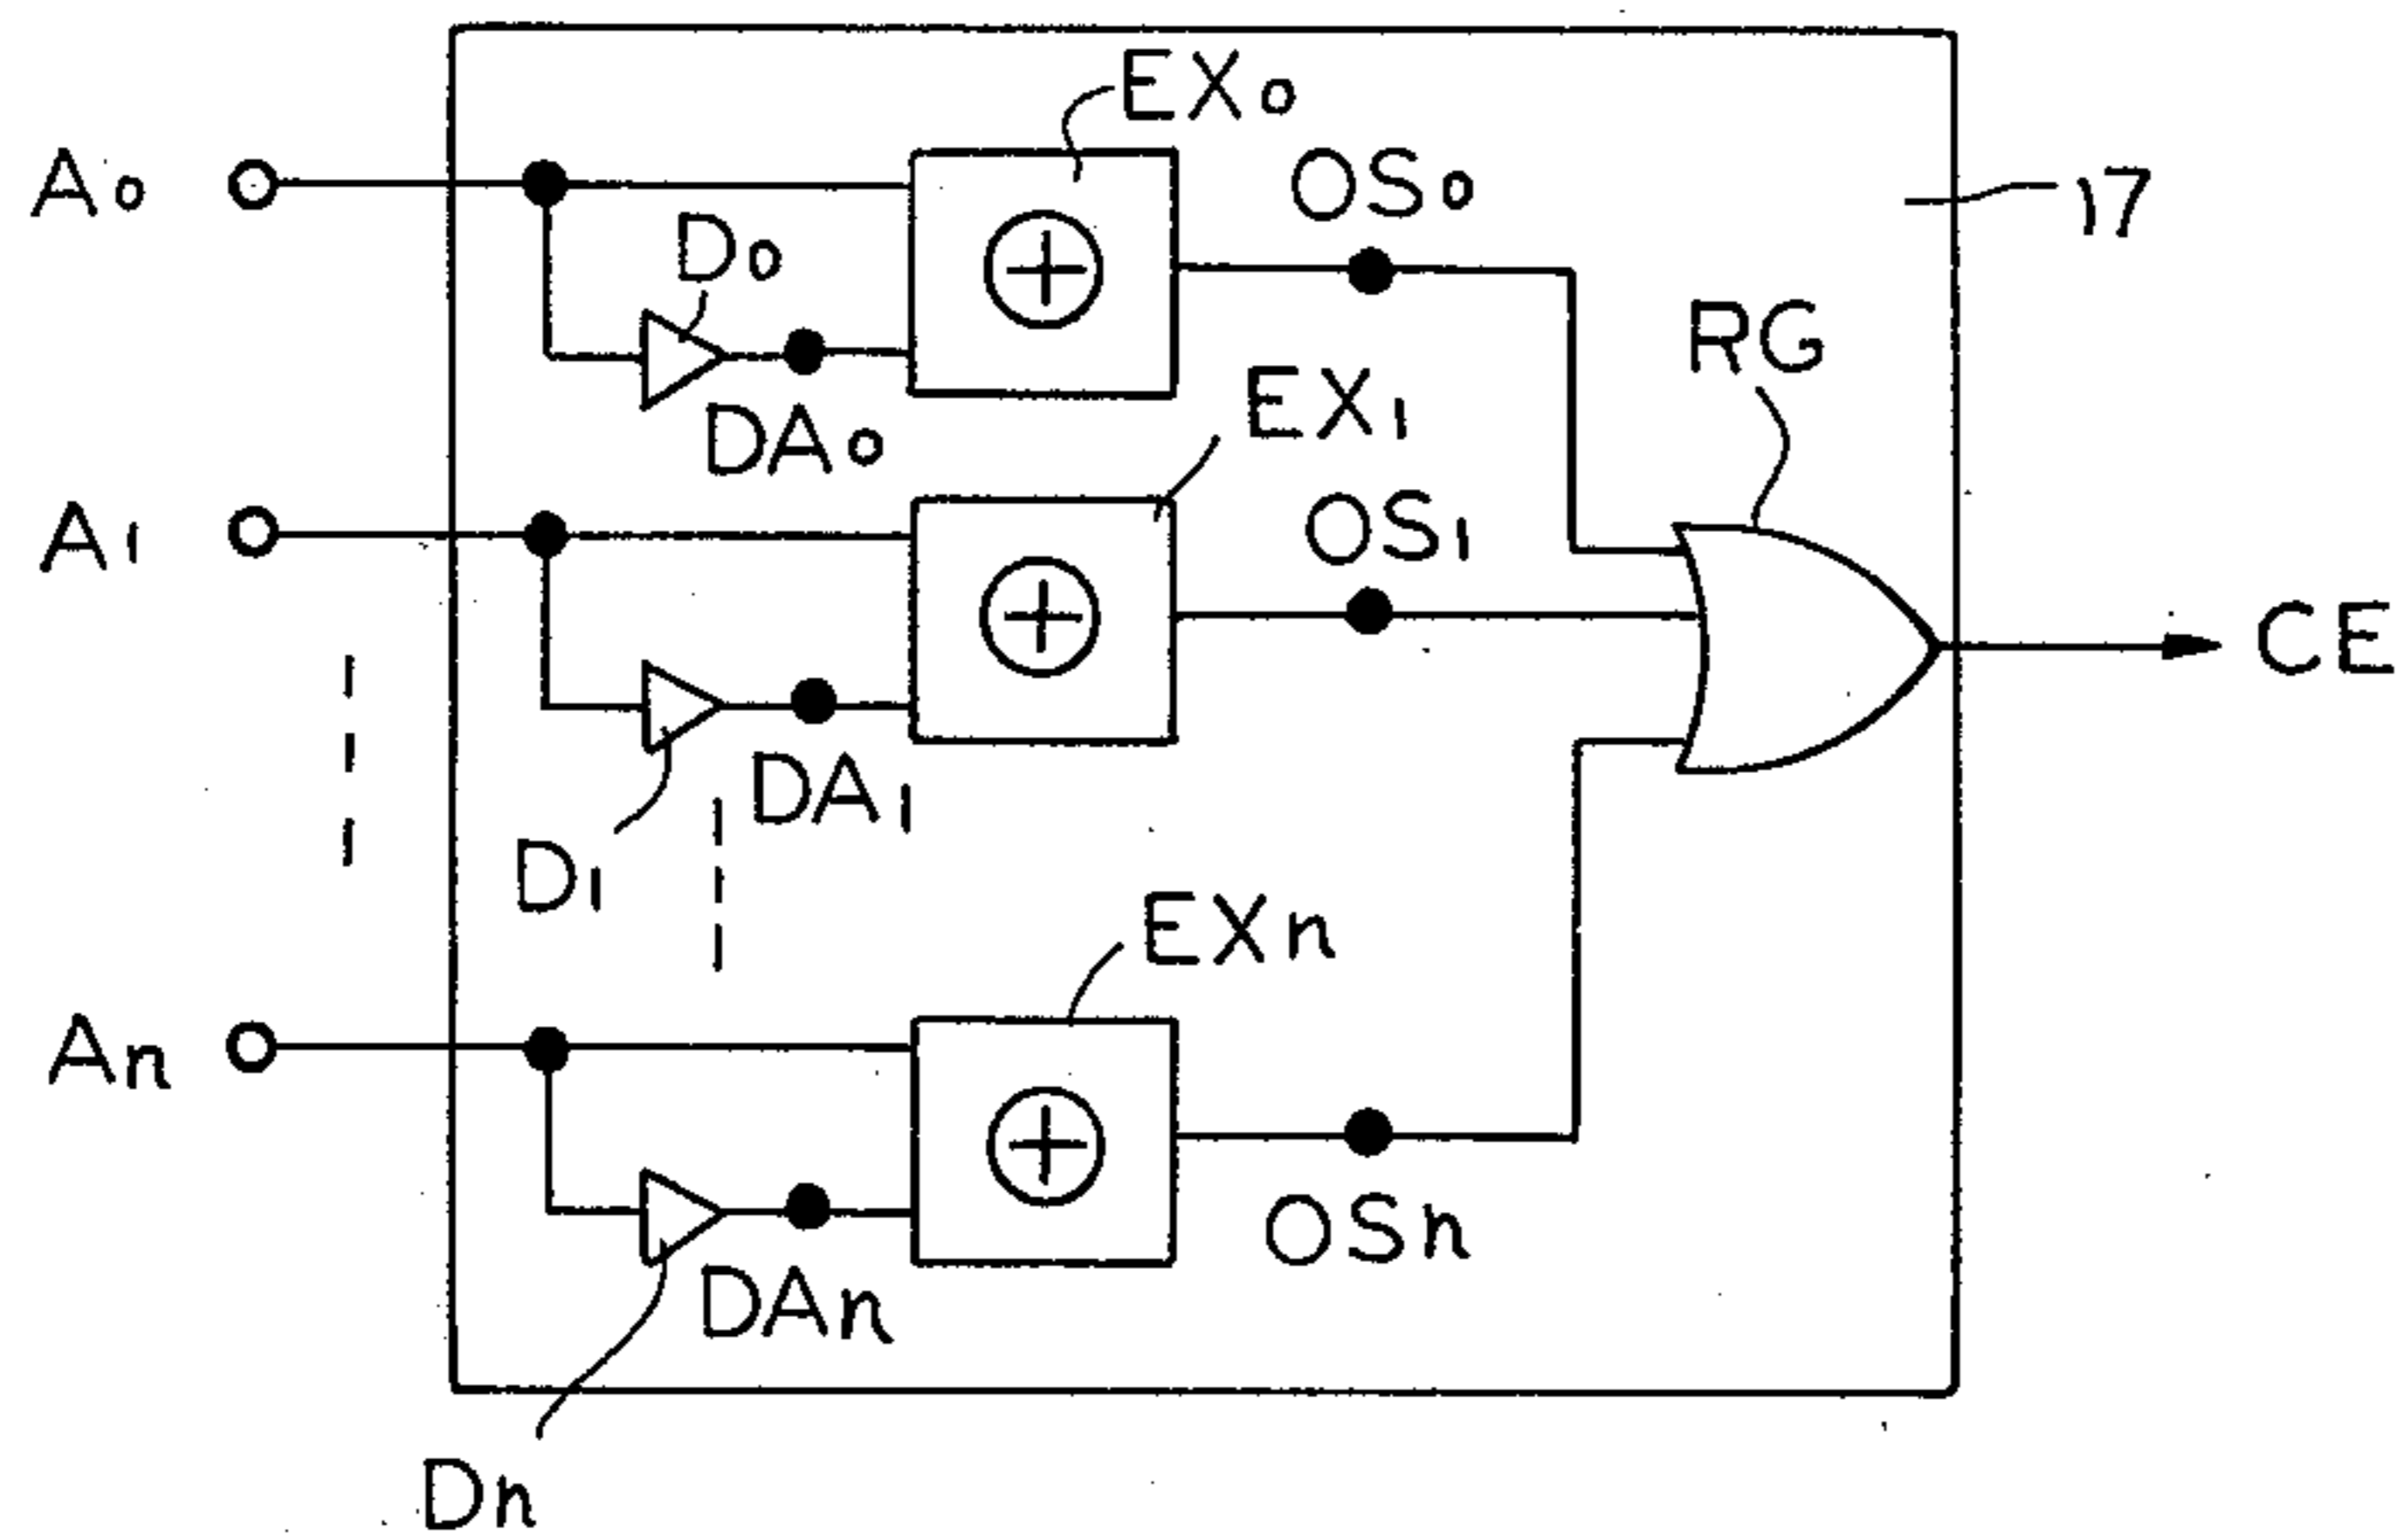 EX0
A0
OS0
17
D0
RG
EX1
DA0
A1
OS1
CE
DA1
D1
EXn
An
OSn
DAn
Dn